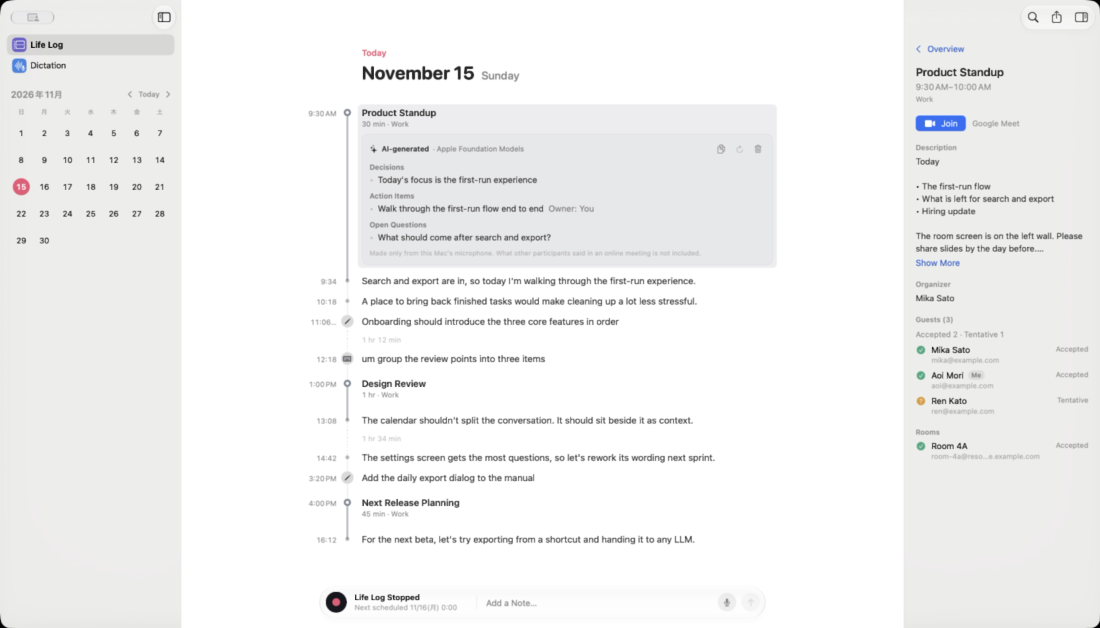 Life Log
Dictation
2026年11月
Today
日 月 火 水 木 金 土
1 2 3 4 5 6 7
8 9 10 11 12 13 14
15 16 17 18 19 20 21
22 23 24 25 26 27 28
29 30
Today
November 15 Sunday
9:30 AM Product Standup
30 min · Work
AI-generated · Apple Foundation Models
Decisions
- Today's focus is the first-run experience
Action Items
- Walk through the first-run flow end to end Owner: You
Open Questions
- What should come after search and export?
Made only from this Mac's microphone. What other participants said in an online meeting is not included.
9:34 Search and export are in, so today I'm walking through the first-run experience.
10:18 A place to bring back finished tasks would make cleaning up a lot less stressful.
11:06... Onboarding should introduce the three core features in order
1 hr 12 min
12:18 um group the review points into three items
1:00 PM Design Review
1 hr · Work
13:08 The calendar shouldn't split the conversation. It should sit beside it as context.
1 hr 34 min
14:42 The settings screen gets the most questions, so let's rework its wording next sprint.
3:20 PM Add the daily export dialog to the manual
4:00 PM Next Release Planning
45 min · Work
16:12 For the next beta, let's try exporting from a shortcut and handing it to any LLM.
Life Log Stopped
Next scheduled 11/16(月) 0:00
Add a Note...
Overview
Product Standup
9:30 AM–10:00 AM
Work
Join Google Meet
Description
Today
• The first-run flow
• What is left for search and export
• Hiring update
The room screen is on the left wall. Please
share slides by the day before....
Show More
Organizer
Mika Sato
Guests (3)
Accepted 2 · Tentative 1
Mika Sato Accepted
mika@example.com
Aoi Mori Me Accepted
aoi@example.com
Ren Kato Tentative
ren@example.com
Rooms
Room 4A Accepted
room-4a@reso...e.example.com